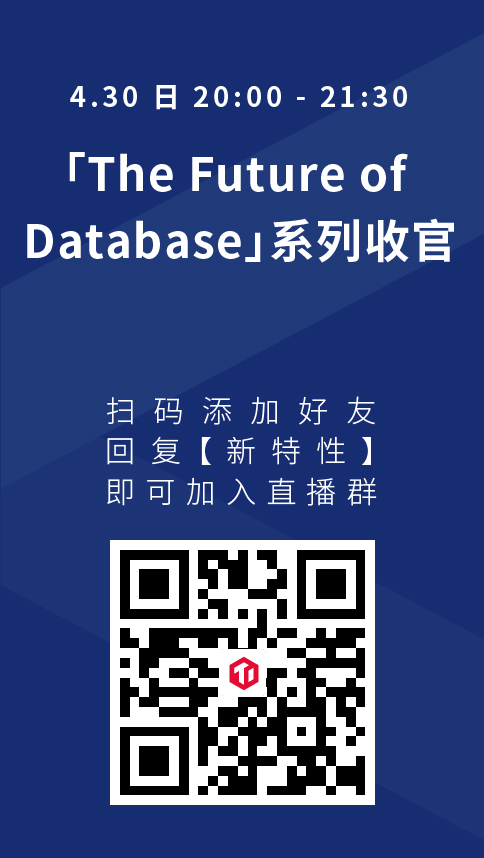 4.30 日 20:00 - 21:30
「The Future of
Database」系列收官
扫码添加好友
回复【新特性】
即可加入直播群